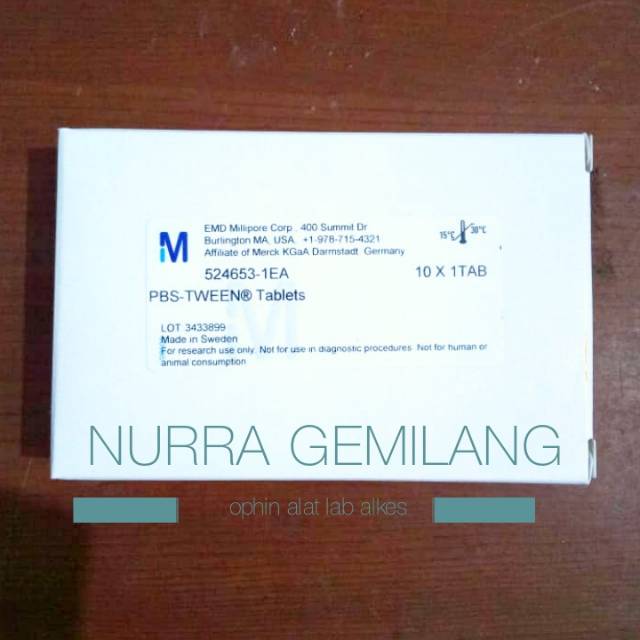 M
EMD Millipore Corp., 400 Summit Dr
Burlington MA, USA, +1-978-715-4321
Affiliate of Merck KGaA Darmstadt, Germany
15°C 30°C
524653-1EA 10 X 1TAB
PBS-TWEEN® Tablets
LOT 3433899
Made in Sweden
For research use only. Not for use in diagnostic procedures. Not for human or
animal consumption
NURRA GEMILANG
ophin alat lab alkes